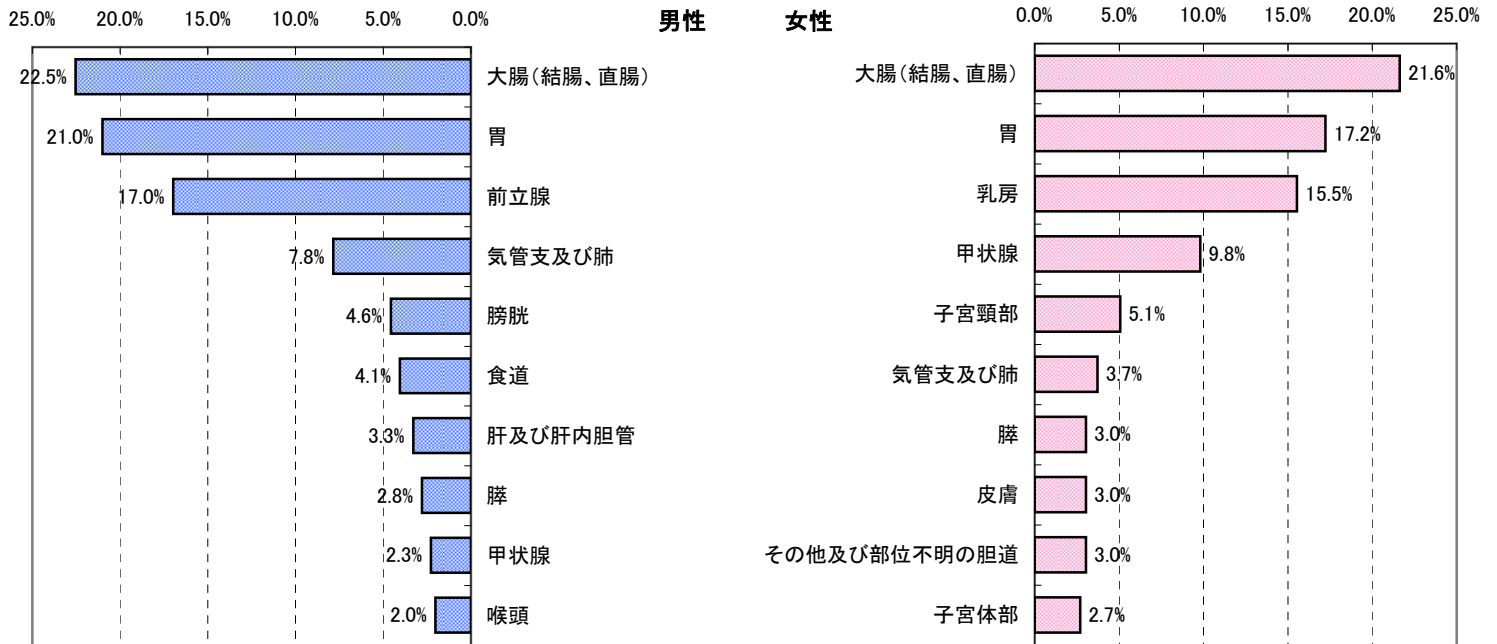 25.0% 20.0% 15.0% 10.0% 5.0% 0.0% 男性 女性 0.0% 5.0% 10.0% 15.0% 20.0% 25.0%
22.5% 大腸（結腸、直腸） 大腸（結腸、直腸） 21.6%
21.0% 胃 胃 17.2%
17.0% 前立腺 乳房 15.5%
7.8% 気管支及び肺 甲状腺 9.8%
4.6% 膀胱 子宮頸部 5.1%
4.1% 食道 気管支及び肺 3.7%
3.3% 肝及び肝内胆管 膵 3.0%
2.8% 膵 皮膚 3.0%
2.3% 甲状腺 その他及び部位不明の胆道 3.0%
2.0% 喉頭 子宮体部 2.7%